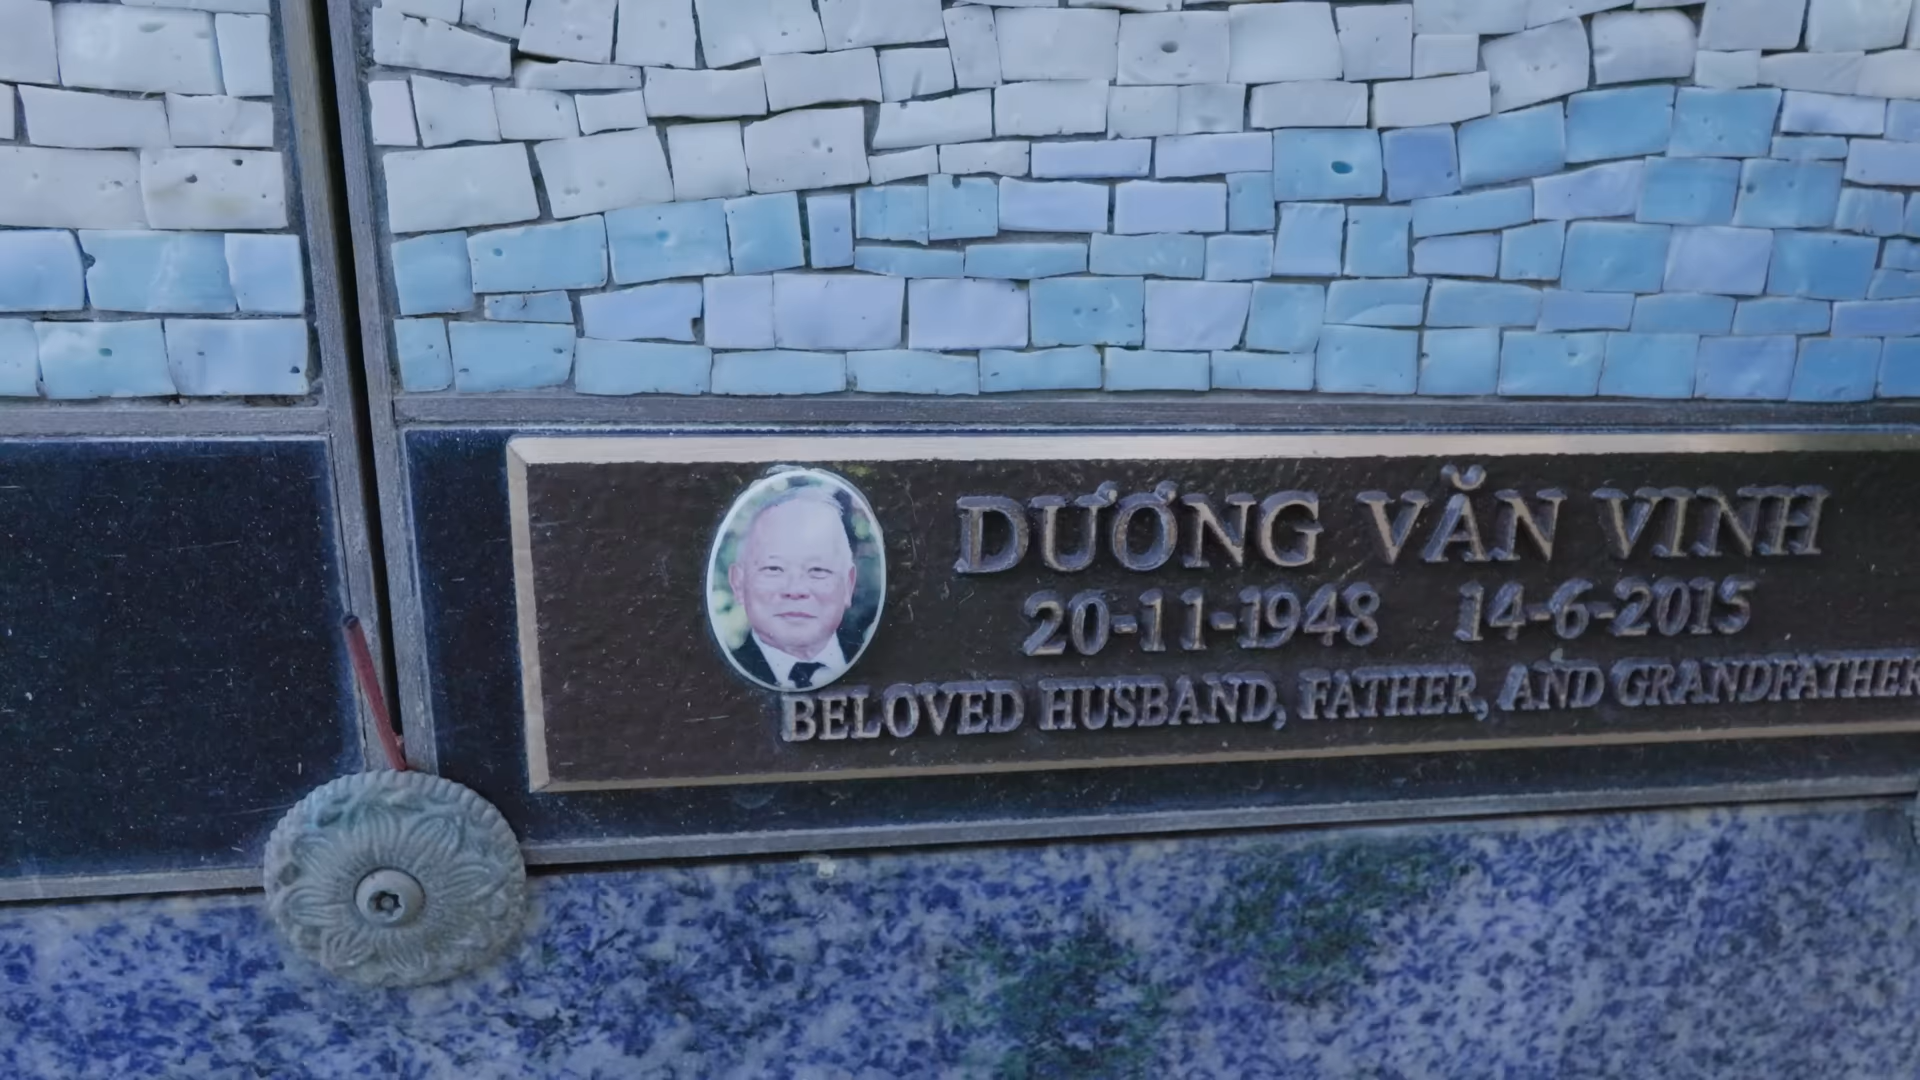 DƯƠNG VĂN VINH
20-11-1948 14-6-2015
BELOVED HUSBAND, FATHER, AND GRANDFATHER